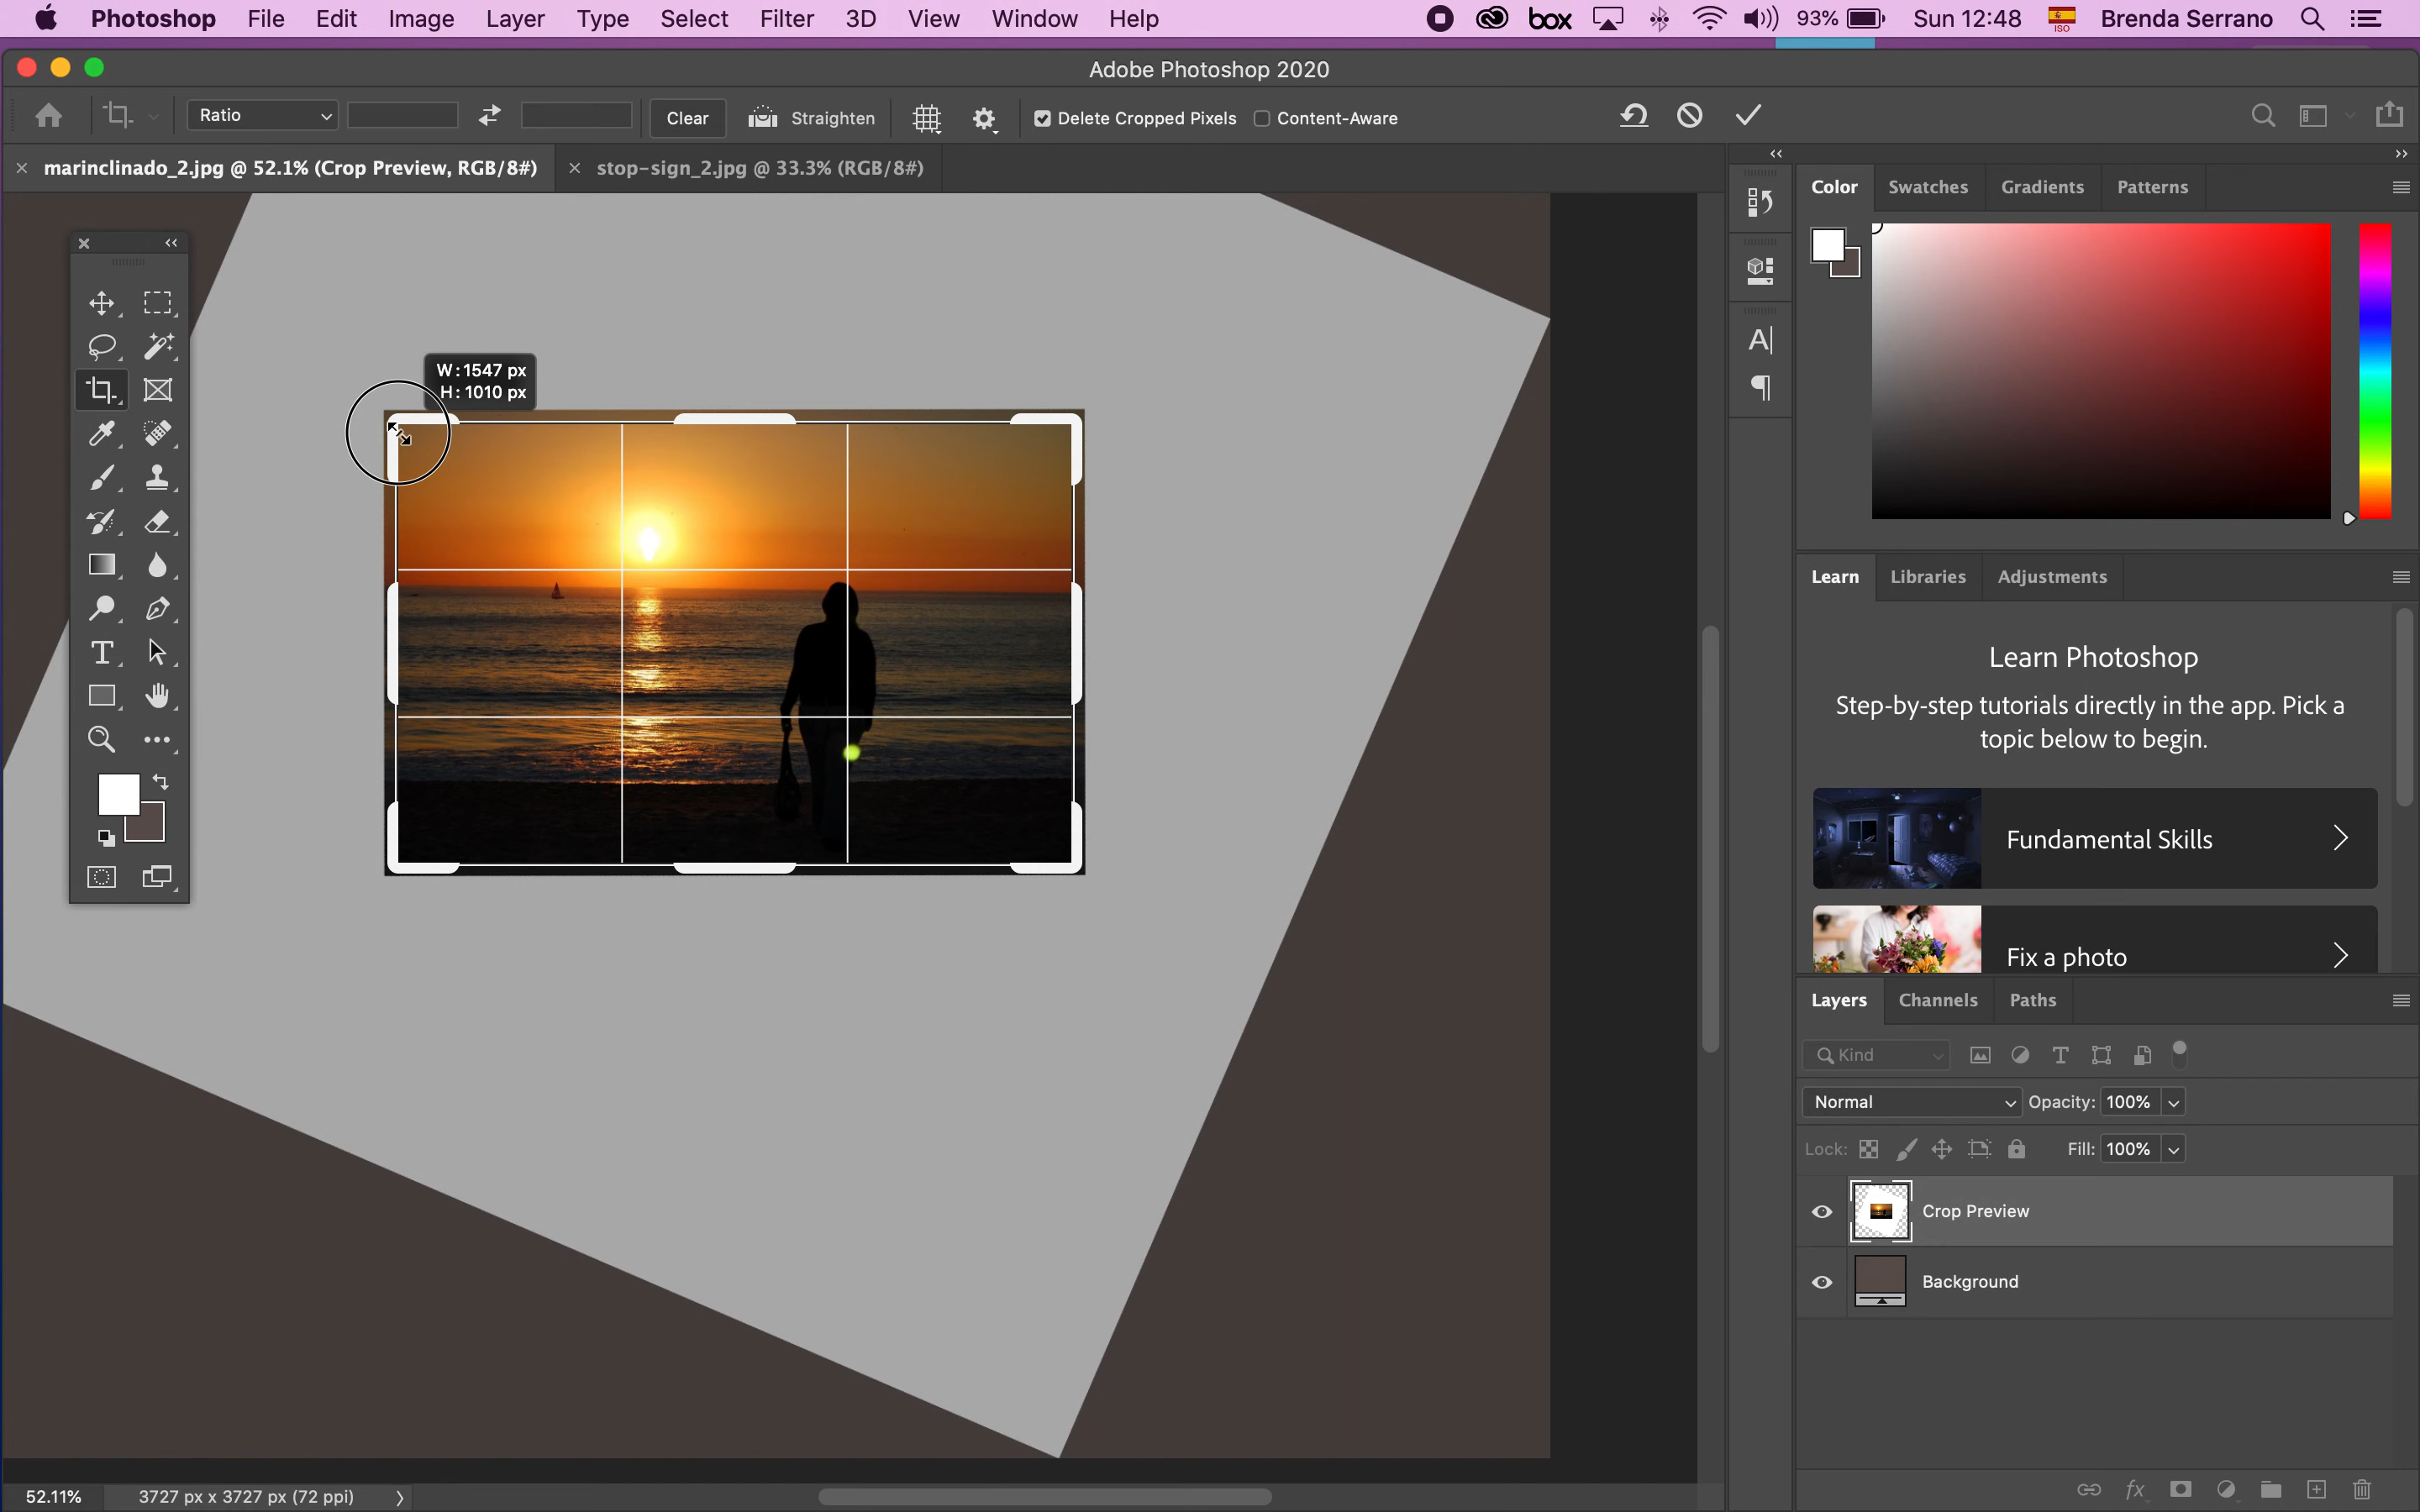 Photoshop File Edit Image Layer Type Select Filter 3D View Window Help box 93% Sun 12:48 ISO Brenda Serrano
Adobe Photoshop 2020
Ratio Clear Straighten Delete Cropped Pixels Content-Aware
marinclinado_2.jpg @ 52.1% (Crop Preview, RGB/8#) stop-sign_2.jpg @ 33.3% (RGB/8#)
Color Swatches Gradients Patterns
W: 1547 px
H: 1010 px
Learn Libraries Adjustments
Learn Photoshop
Step-by-step tutorials directly in the app. Pick a
topic below to begin.
Fundamental Skills
Fix a photo
Layers Channels Paths
Kind
Normal Opacity: 100%
Lock: Fill: 100%
Crop Preview
Background
52.11% 3727 px x 3727 px (72 ppi)